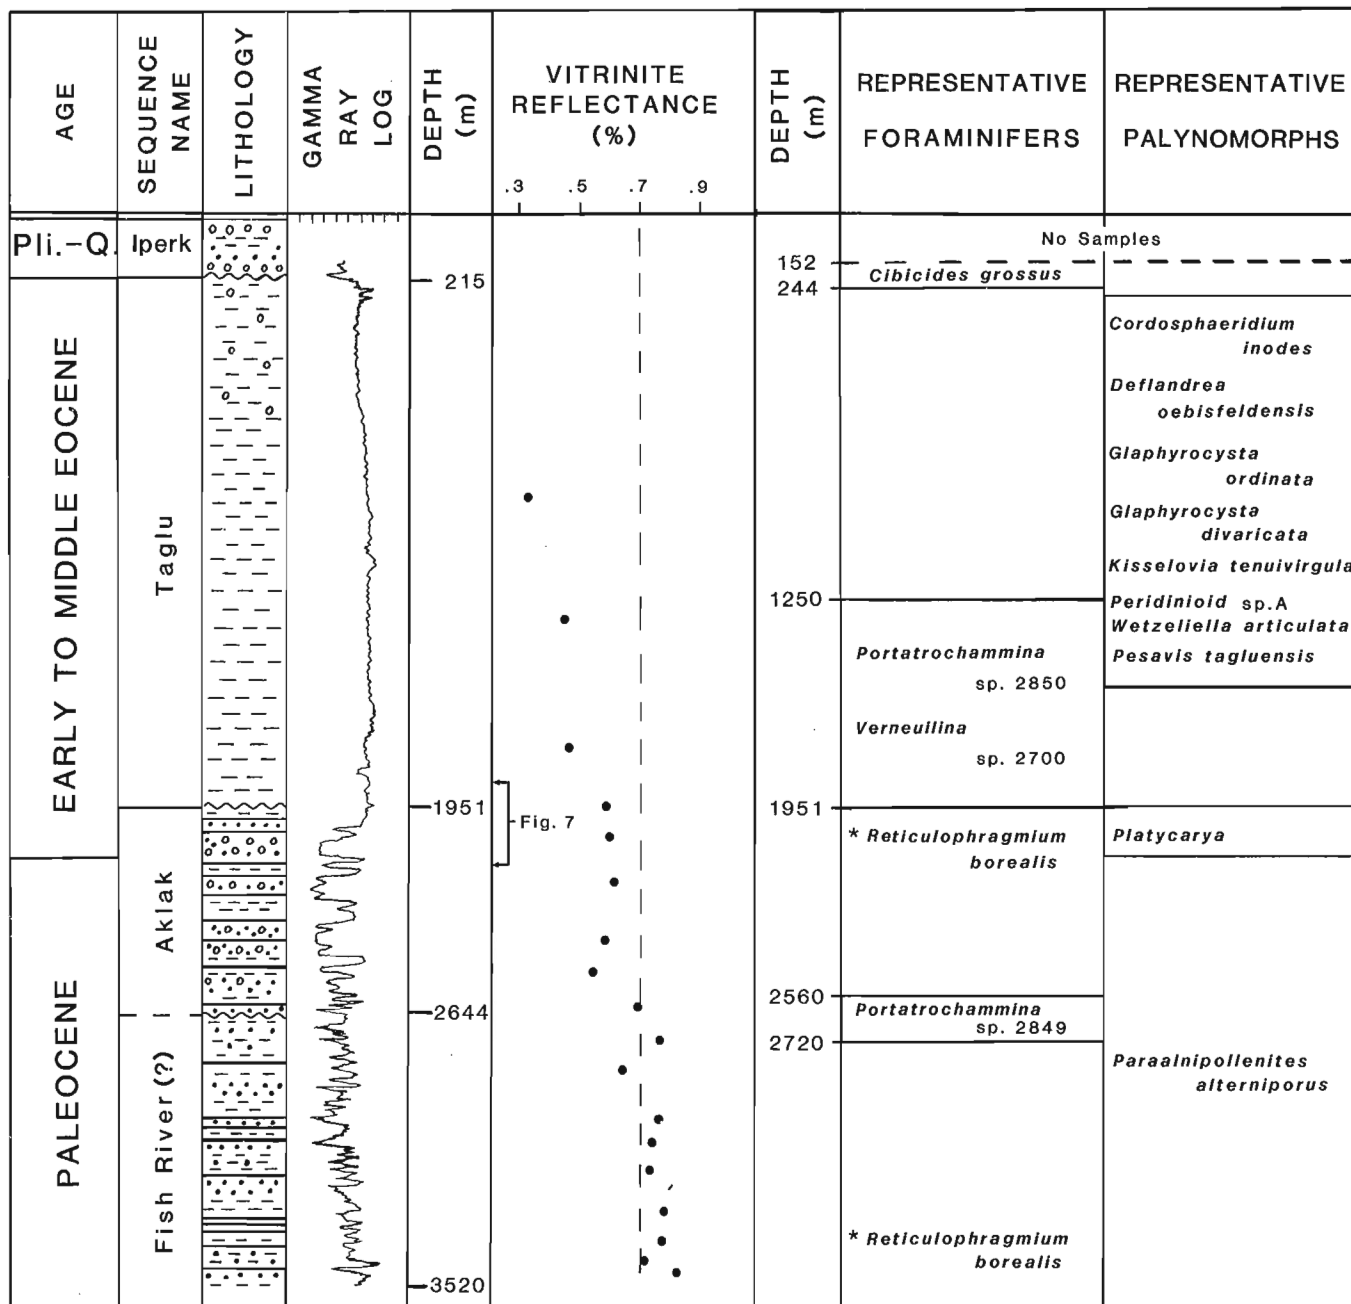 AGE
SEQUENCE NAME
LITHOLOGY
GAMMA RAY LOG
DEPTH (m)
VITRINITE
REFLECTANCE
(%)
.3 .5 .7 .9
DEPTH (m)
REPRESENTATIVE
FORAMINIFERS
REPRESENTATIVE
PALYNOMORPHS
Pli.-Q.
Iperk
No Samples
152
Cibicides grossus
215
244
EARLY TO MIDDLE EOCENE
Taglu
Cordosphaeridium
inodes
Deflandrea
oebisfeldensis
Glaphyrocysta
ordinata
Glaphyrocysta
divaricata
Kisselovia tenuivirgula
1250
Peridinioid sp.A
Wetzeliella articulata
Pesavis tagluensis
Portatrochammina
sp. 2850
Verneuilina
sp. 2700
1951
Fig. 7
1951
* Reticulophragmium
borealis
Platycarya
PALEOCENE
Aklak
2560
Portatrochammina
sp. 2849
2644
2720
Fish River (?)
Paraalnipollenites
alterniporus
* Reticulophragmium
borealis
3520